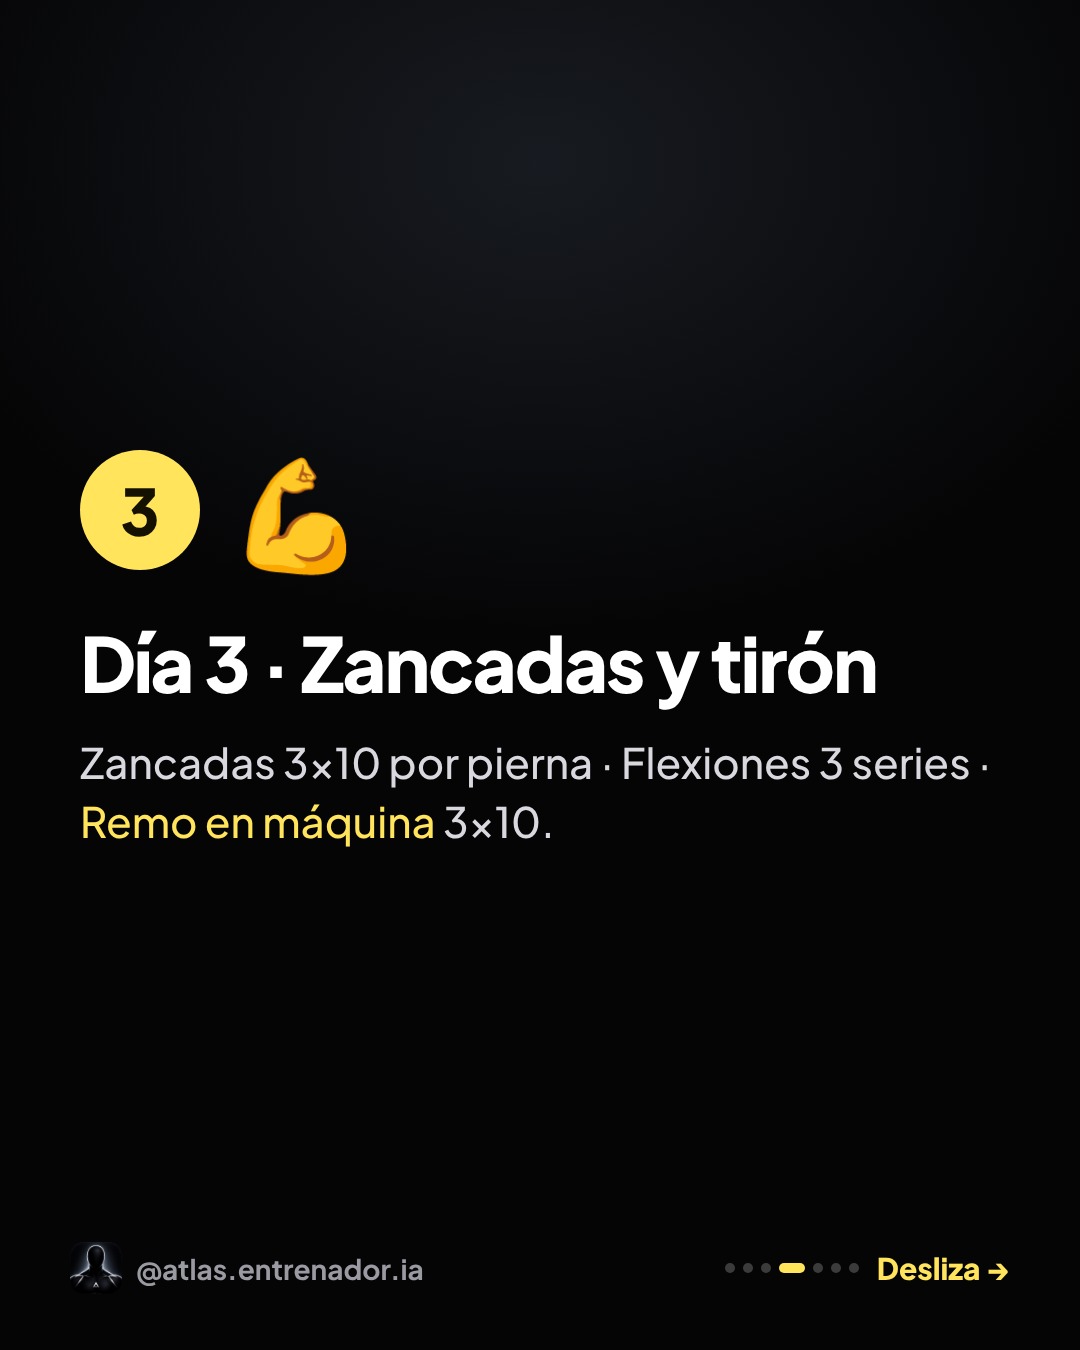 3
Día 3 · Zancadas y tirón
Zancadas 3×10 por pierna · Flexiones 3 series ·
Remo en máquina 3×10.
@atlas.entrenador.ia
Desliza →